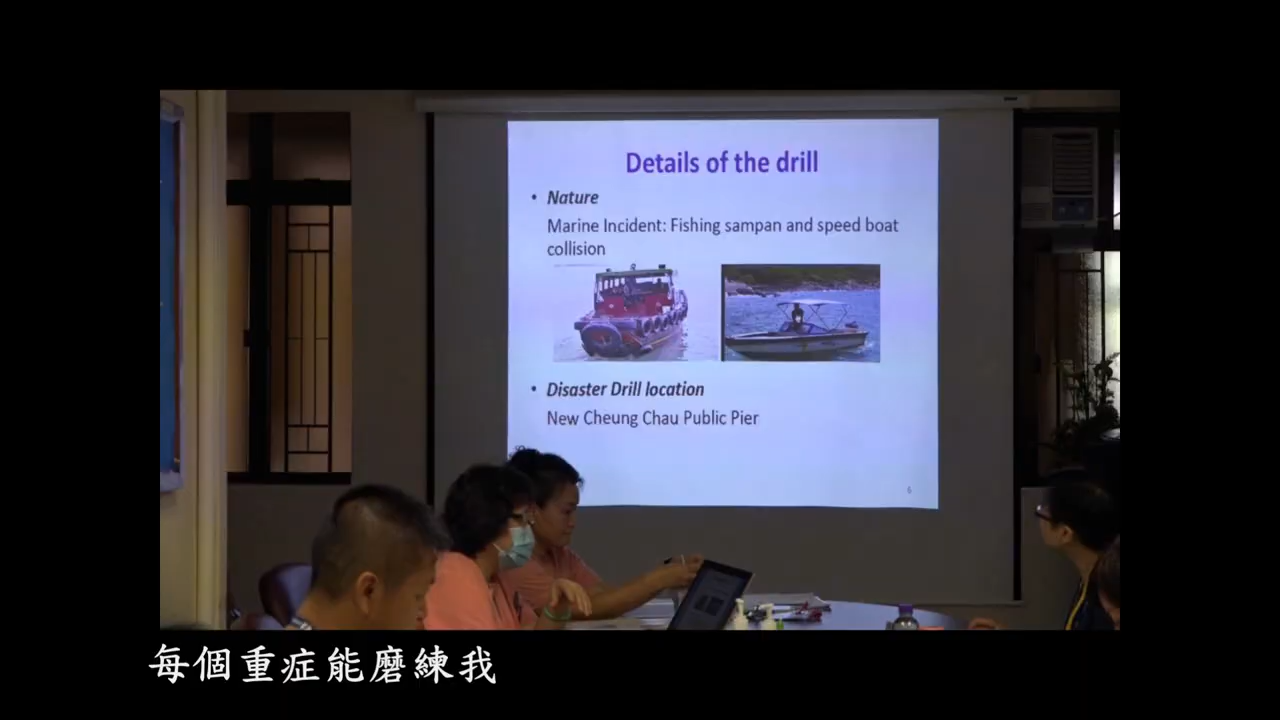 Details of the drill
• Nature
Marine Incident: Fishing sampan and speed boat
collision
• Disaster Drill location
New Cheung Chau Public Pier
6
每個重症能磨練我